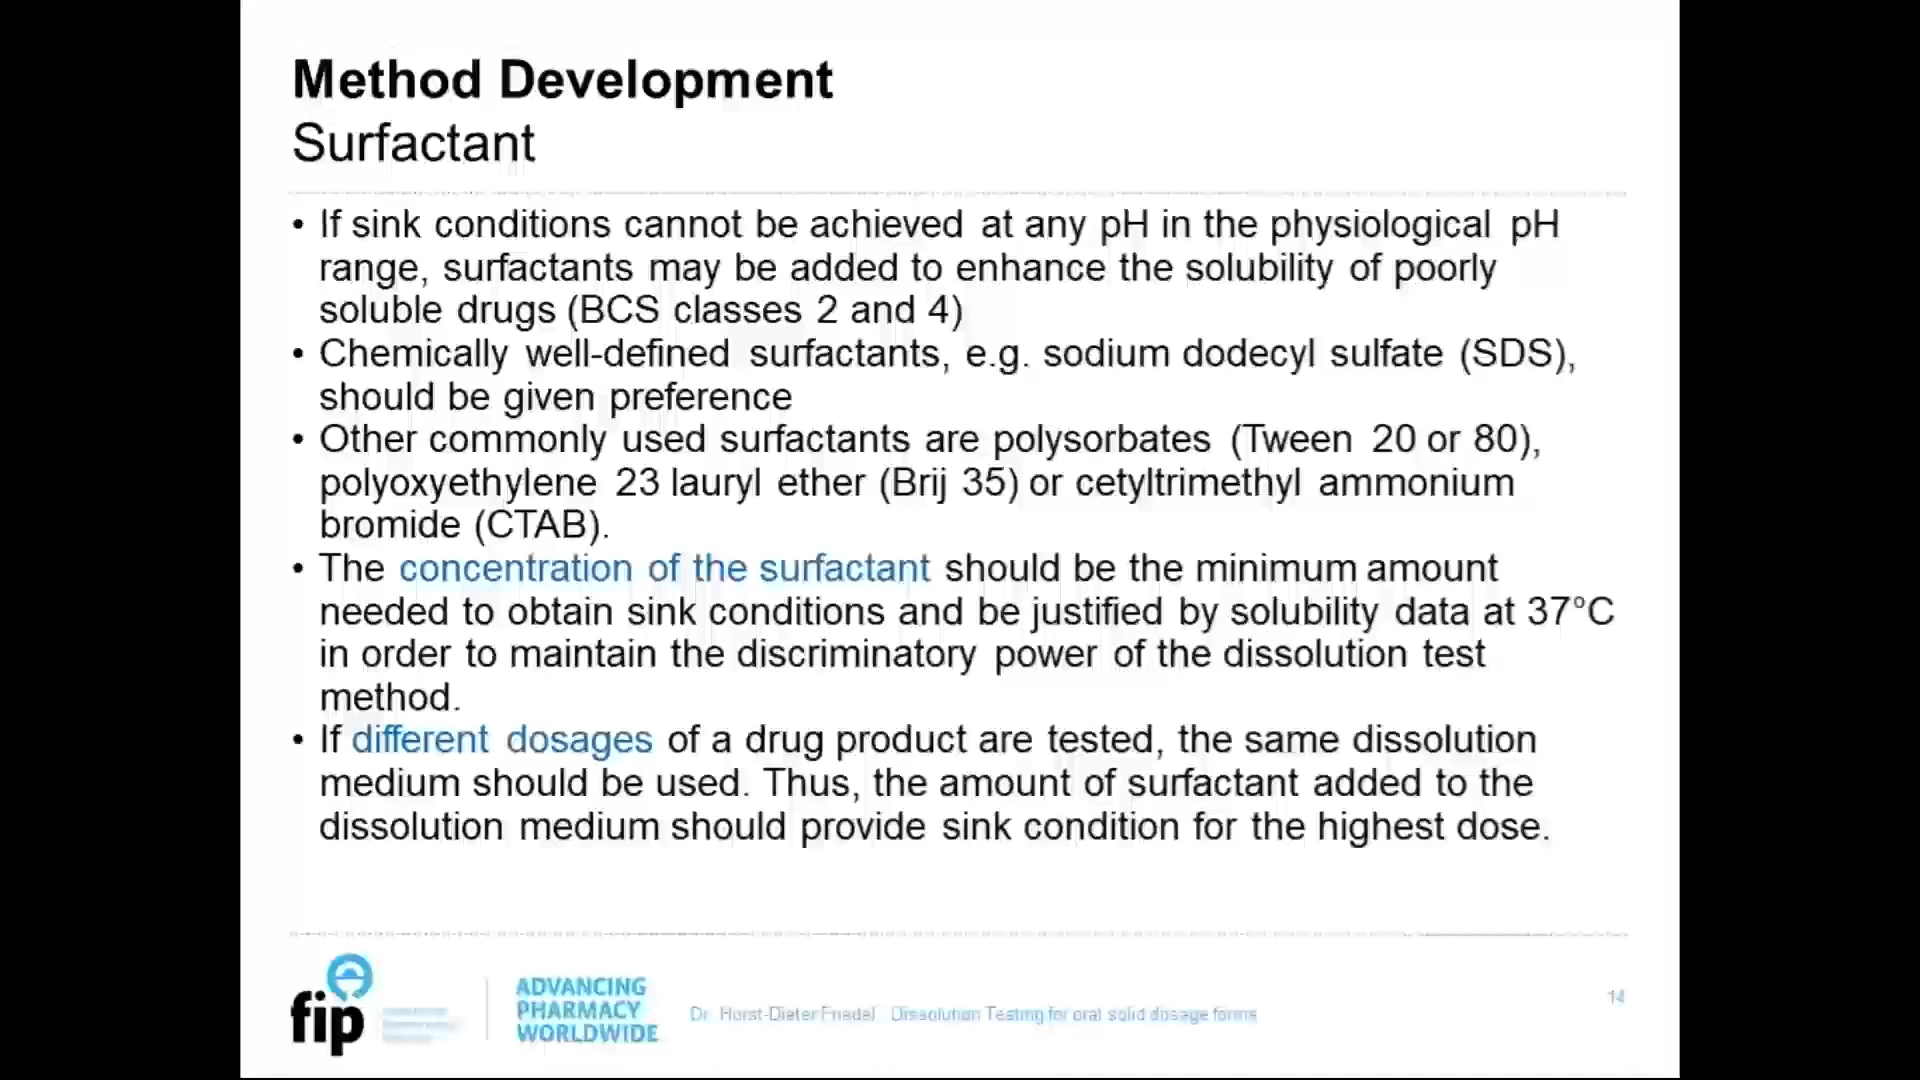 Method Development
Surfactant
• If sink conditions cannot be achieved at any pH in the physiological pH
range, surfactants may be added to enhance the solubility of poorly
soluble drugs (BCS classes 2 and 4)
• Chemically well-defined surfactants, e.g. sodium dodecyl sulfate (SDS),
should be given preference
• Other commonly used surfactants are polysorbates (Tween 20 or 80),
polyoxyethylene 23 lauryl ether (Brij 35) or cetyltrimethyl ammonium
bromide (CTAB).
• The concentration of the surfactant should be the minimum amount
needed to obtain sink conditions and be justified by solubility data at 37°C
in order to maintain the discriminatory power of the dissolution test
method.
• If different dosages of a drug product are tested, the same dissolution
medium should be used. Thus, the amount of surfactant added to the
dissolution medium should provide sink condition for the highest dose.
fip
ADVANCING
PHARMACY
WORLDWIDE
Dr. Horst-Dieter Friedel Dissolution Testing for oral solid dosage forms
14